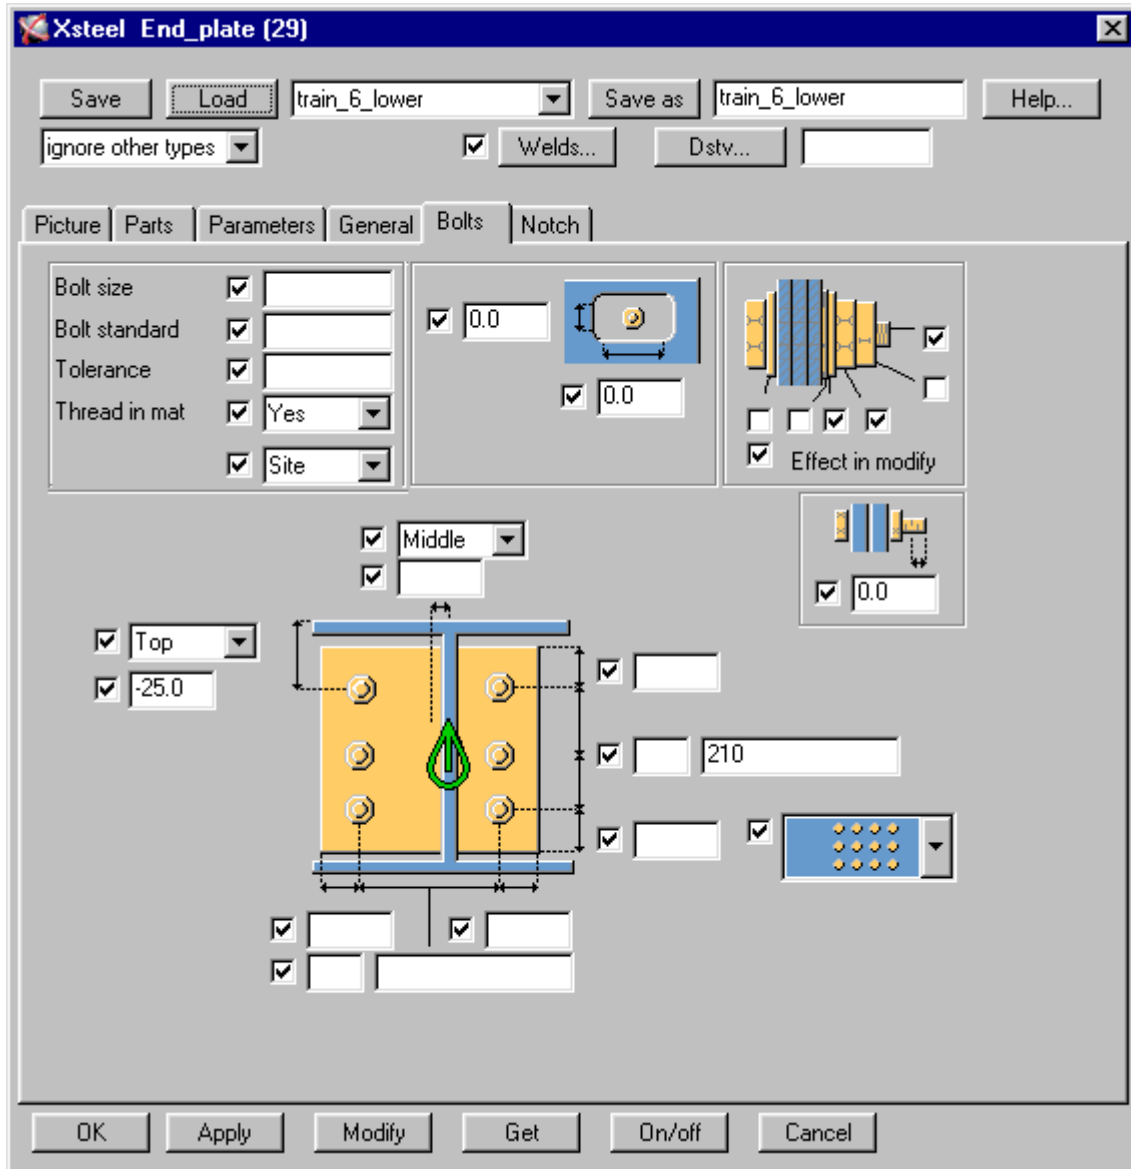 Xsteel End_plate (29)
Save Load train_6_lower Save as train_6_lower Help...
ignore other types Welds... Dstv...
Picture Parts Parameters General Bolts Notch
Bolt size
Bolt standard
Tolerance
Thread in mat Yes
Site
0.0
0.0
Effect in modify
0.0
Middle
Top
-25.0
210
OK Apply Modify Get On/off Cancel